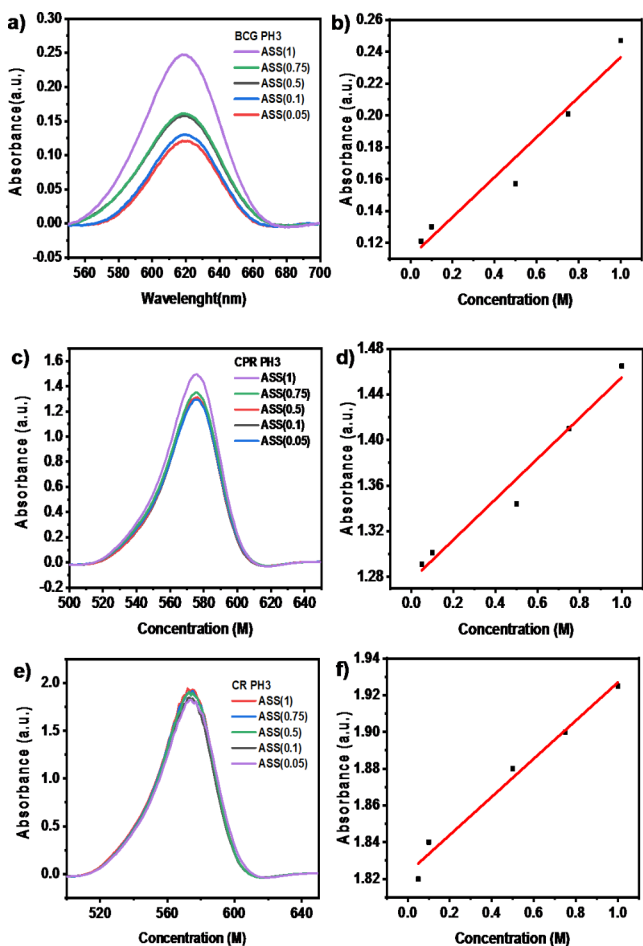 a)
BCG PH3
ASS(1)
ASS(0.75)
ASS(0.5)
ASS(0.1)
ASS(0.05)
0.30
0.25
0.20
0.15
0.10
0.05
0.00
-0.05
Absorbance(a.u.)
560 580 600 620 640 660 680 700
Wavelenght(nm)
b)
0.26
0.24
0.22
0.20
0.18
0.16
0.14
0.12
Absorbance (a.u.)
0.0 0.2 0.4 0.6 0.8 1.0
Concentration (M)
c)
CPR PH3
ASS(1)
ASS(0.75)
ASS(0.5)
ASS(0.1)
ASS(0.05)
1.6
1.4
1.2
1.0
0.8
0.6
0.4
0.2
0.0
-0.2
Absorbance (a.u.)
500 520 540 560 580 600 620 640
Concentration (M)
d)
1.48
1.44
1.40
1.36
1.32
1.28
Absorbance (a.u.)
0.0 0.2 0.4 0.6 0.8 1.0
Concentration (M)
e)
CR PH3
ASS(1)
ASS(0.75)
ASS(0.5)
ASS(0.1)
ASS(0.05)
2.0
1.5
1.0
0.5
0.0
Absorbance (a.u.)
520 540 560 580 600 620 640
Concentration (M)
f)
1.94
1.92
1.90
1.88
1.86
1.84
1.82
Absorbance (a.u.)
0.0 0.2 0.4 0.6 0.8 1.0
Concentration (M)